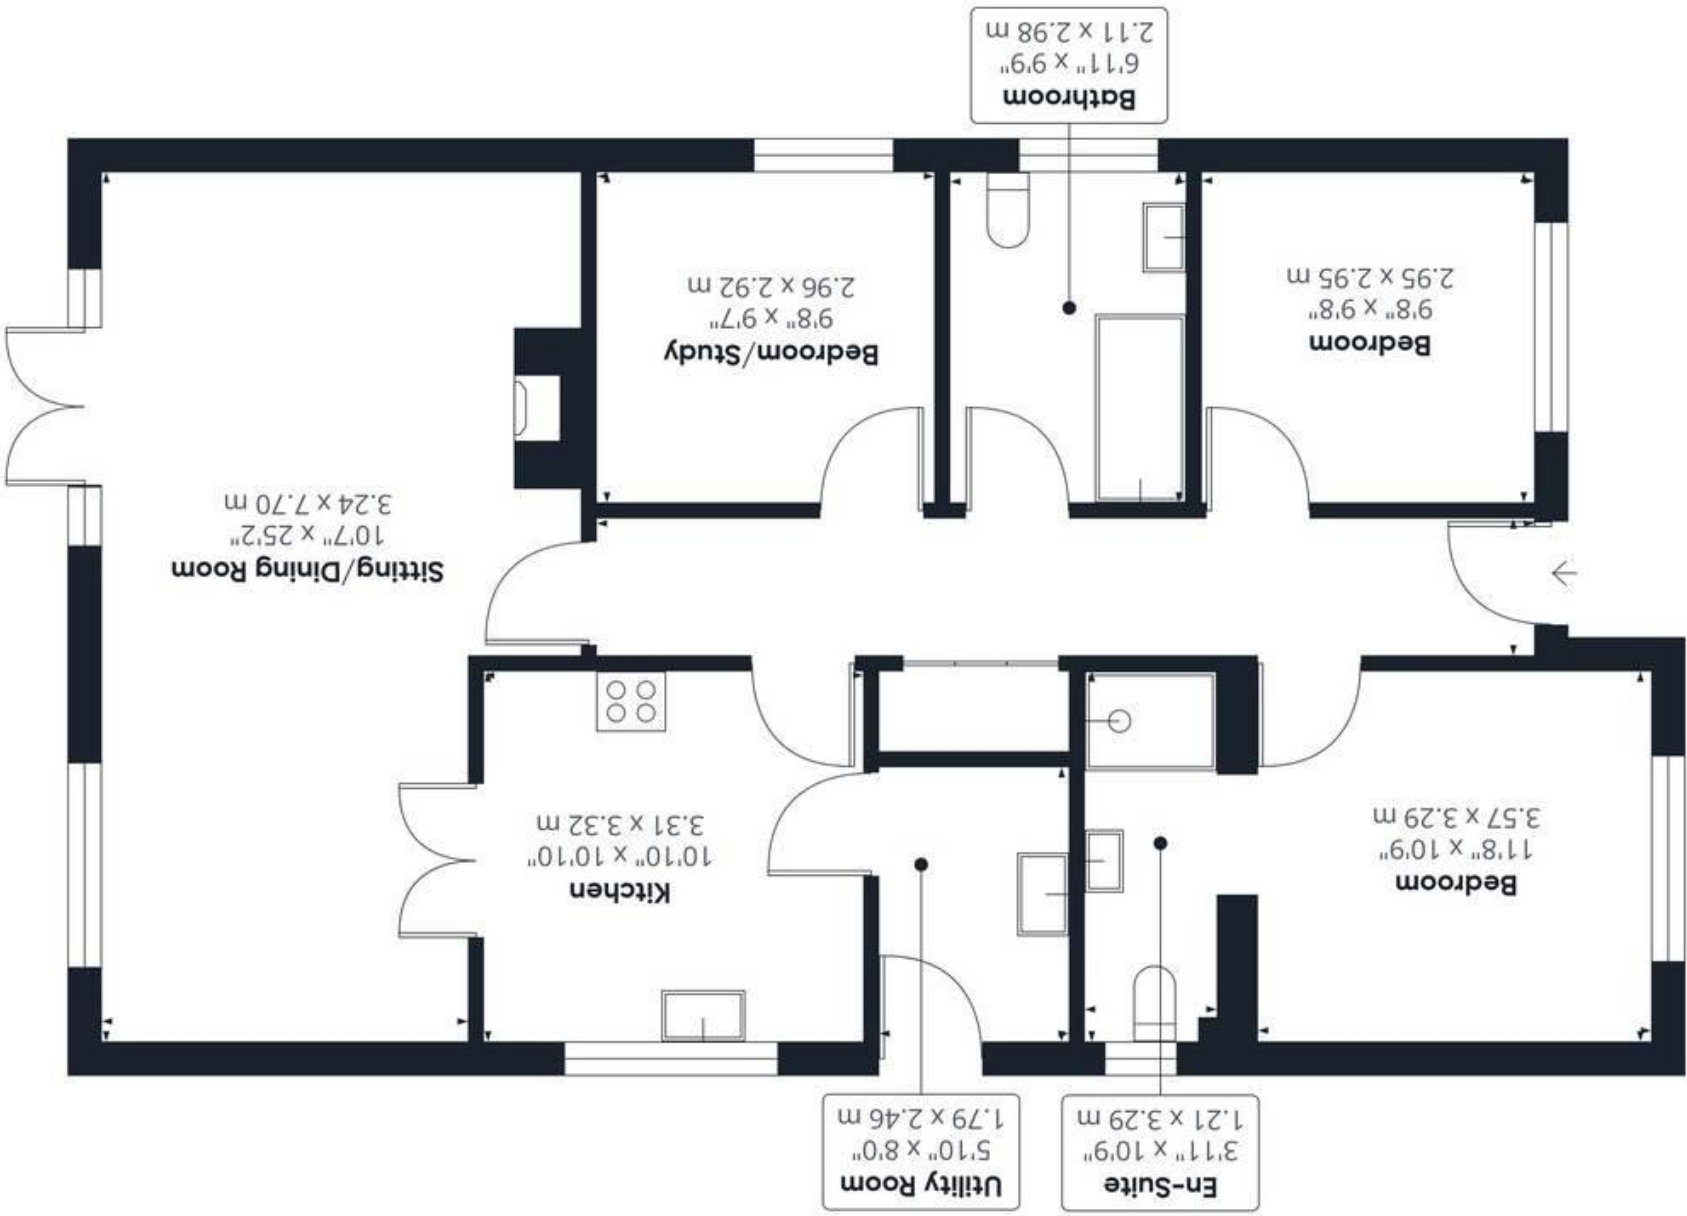 En-Suite
3'11" x 10'9"
1.21 x 3.29 m
Utility Room
5'10" x 8'0"
1.79 x 2.46 m
Bedroom
11'8" x 10'9"
3.57 x 3.29 m
Kitchen
10'10" x 10'10"
3.31 x 3.32 m
Sitting/Dining Room
10'7" x 25'2"
3.24 x 7.70 m
Bedroom
9'8" x 9'8"
2.95 x 2.95 m
Bedroom/Study
9'8" x 9'7"
2.96 x 2.92 m
Bathroom
6'11" x 9'9"
2.11 x 2.98 m